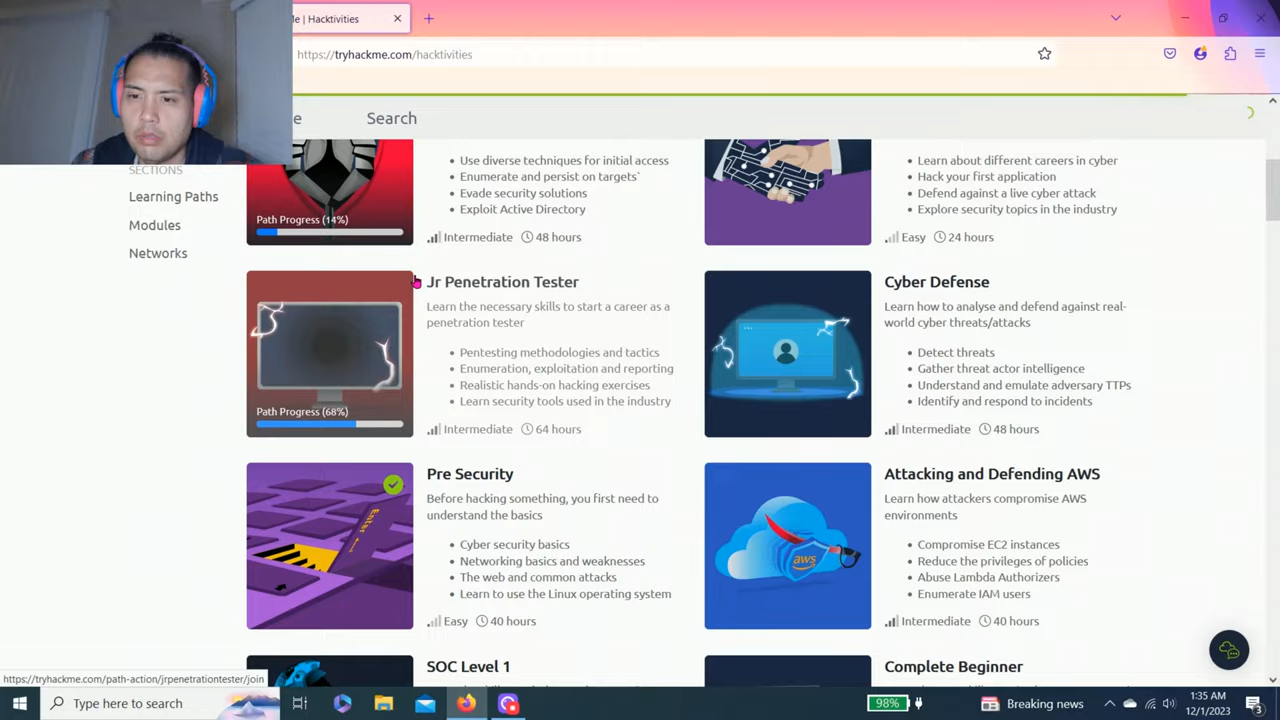 le | Hacktivities
https://tryhackme.com/hacktivities
e
Search
SECTIONS
Learning Paths
Modules
Networks
Path Progress (14%)
• Use diverse techniques for initial access
• Enumerate and persist on targets`
• Evade security solutions
• Exploit Active Directory
Intermediate 48 hours
• Learn about different careers in cyber
• Hack your first application
• Defend against a live cyber attack
• Explore security topics in the industry
Easy 24 hours
Path Progress (68%)
Jr Penetration Tester
Learn the necessary skills to start a career as a
penetration tester
• Pentesting methodologies and tactics
• Enumeration, exploitation and reporting
• Realistic hands-on hacking exercises
• Learn security tools used in the industry
Intermediate 64 hours
Cyber Defense
Learn how to analyse and defend against real-
world cyber threats/attacks
• Detect threats
• Gather threat actor intelligence
• Understand and emulate adversary TTPs
• Identify and respond to incidents
Intermediate 48 hours
Enter
Pre Security
Before hacking something, you first need to
understand the basics
• Cyber security basics
• Networking basics and weaknesses
• The web and common attacks
• Learn to use the Linux operating system
Easy 40 hours
aws
Attacking and Defending AWS
Learn how attackers compromise AWS
environments
• Compromise EC2 instances
• Reduce the privileges of policies
• Abuse Lambda Authorizers
• Enumerate IAM users
Intermediate 40 hours
SOC Level 1
Complete Beginner
https://tryhackme.com/path-action/jrpenetrationtester/join
Type here to search
98%
Breaking news
1:35 AM
12/1/2023
3